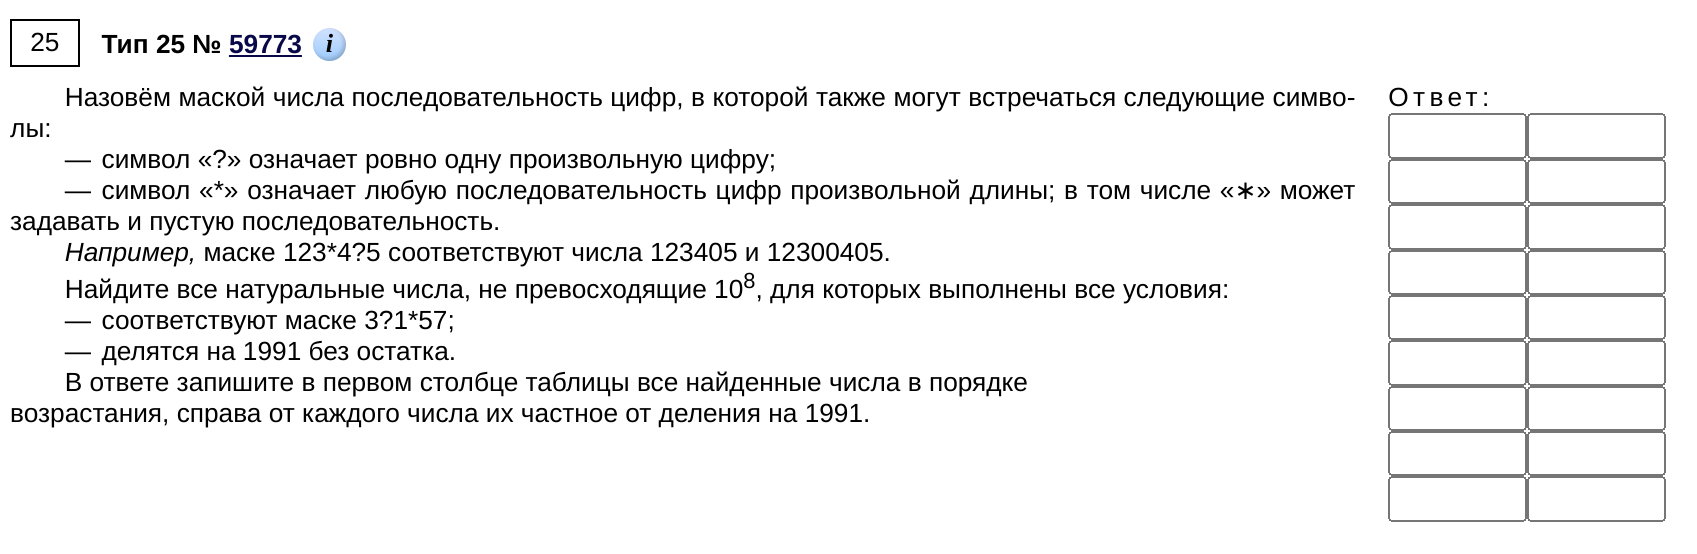 25 Тип 25 № 59773 i
Назовём маской числа последовательность цифр, в которой также могут встречаться следующие симво-
лы:
— символ «?» означает ровно одну произвольную цифру;
— символ «*» означает любую последовательность цифр произвольной длины; в том числе «∗» может
задавать и пустую последовательность.
Например, маске 123*4?5 соответствуют числа 123405 и 12300405.
Найдите все натуральные числа, не превосходящие 10⁸, для которых выполнены все условия:
— соответствуют маске 3?1*57;
— делятся на 1991 без остатка.
В ответе запишите в первом столбце таблицы все найденные числа в порядке
возрастания, справа от каждого числа их частное от деления на 1991.
Ответ: